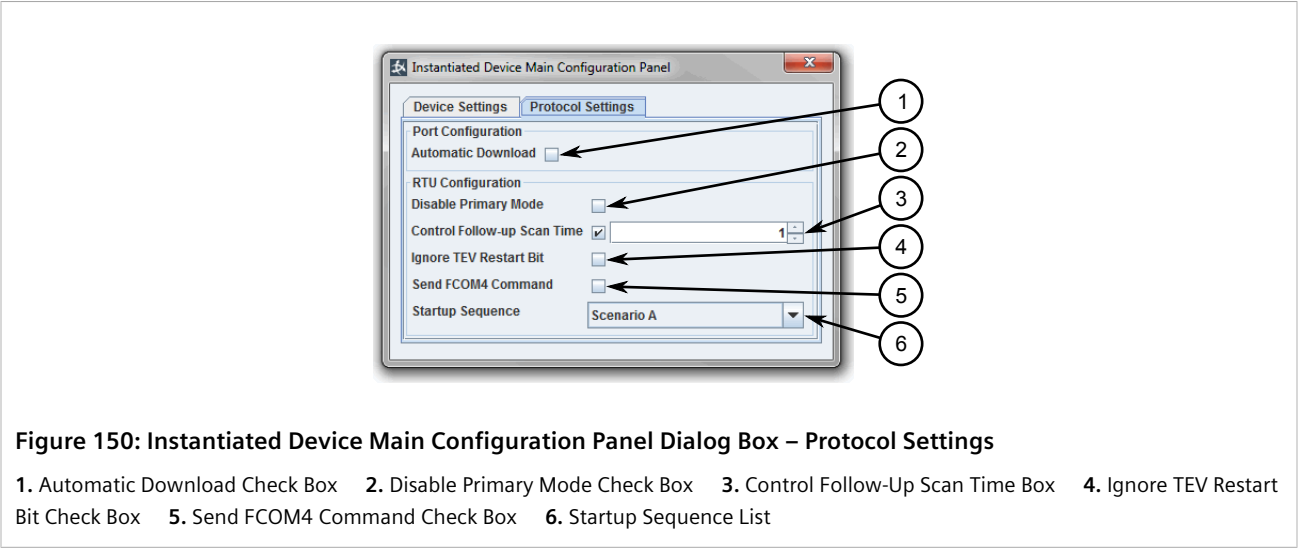 Instantiated Device Main Configuration Panel
Device Settings Protocol Settings
Port Configuration
Automatic Download
RTU Configuration
Disable Primary Mode
Control Follow-up Scan Time 1
Ignore TEV Restart Bit
Send FCOM4 Command
Startup Sequence Scenario A
1
2
3
4
5
6
Figure 150: Instantiated Device Main Configuration Panel Dialog Box – Protocol Settings
1. Automatic Download Check Box 2. Disable Primary Mode Check Box 3. Control Follow-Up Scan Time Box 4. Ignore TEV Restart
Bit Check Box 5. Send FCOM4 Command Check Box 6. Startup Sequence List